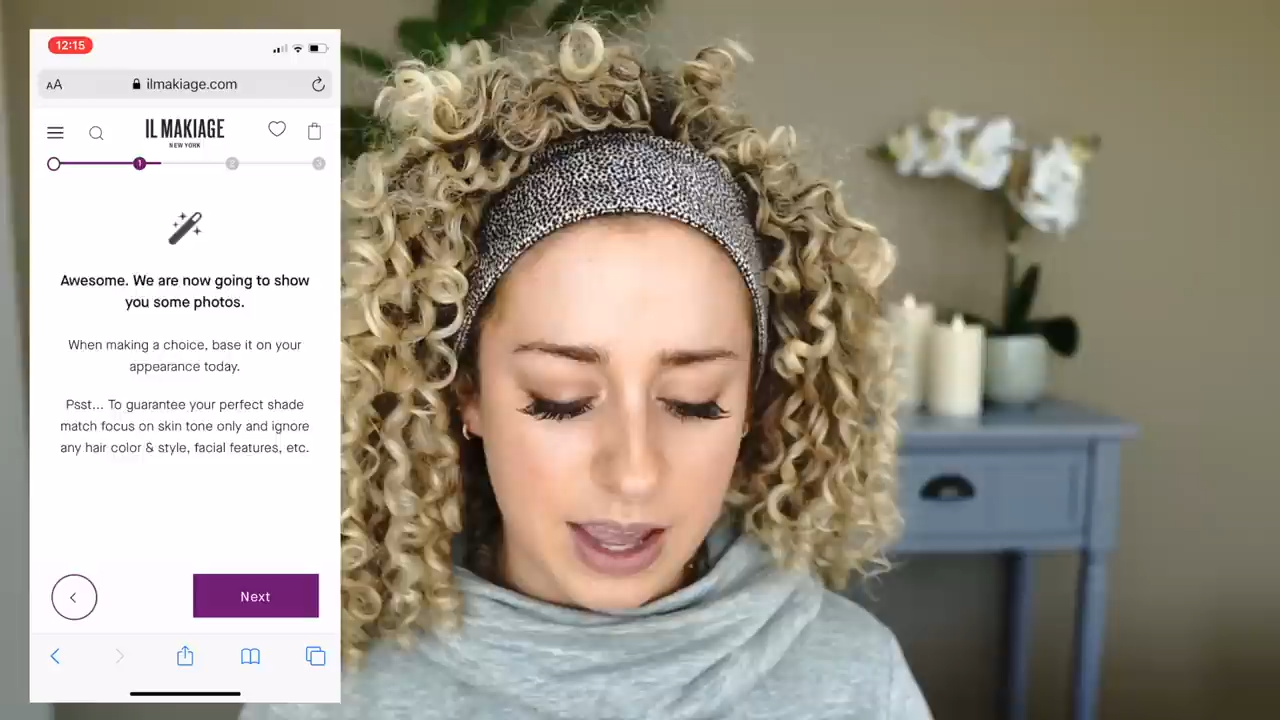 12:15
AA
ilmakiage.com
IL MAKIAGE
NEW YORK
1 2 3
Awesome. We are now going to show
you some photos.
When making a choice, base it on your
appearance today.
Psst... To guarantee your perfect shade
match focus on skin tone only and ignore
any hair color & style, facial features, etc.
Next